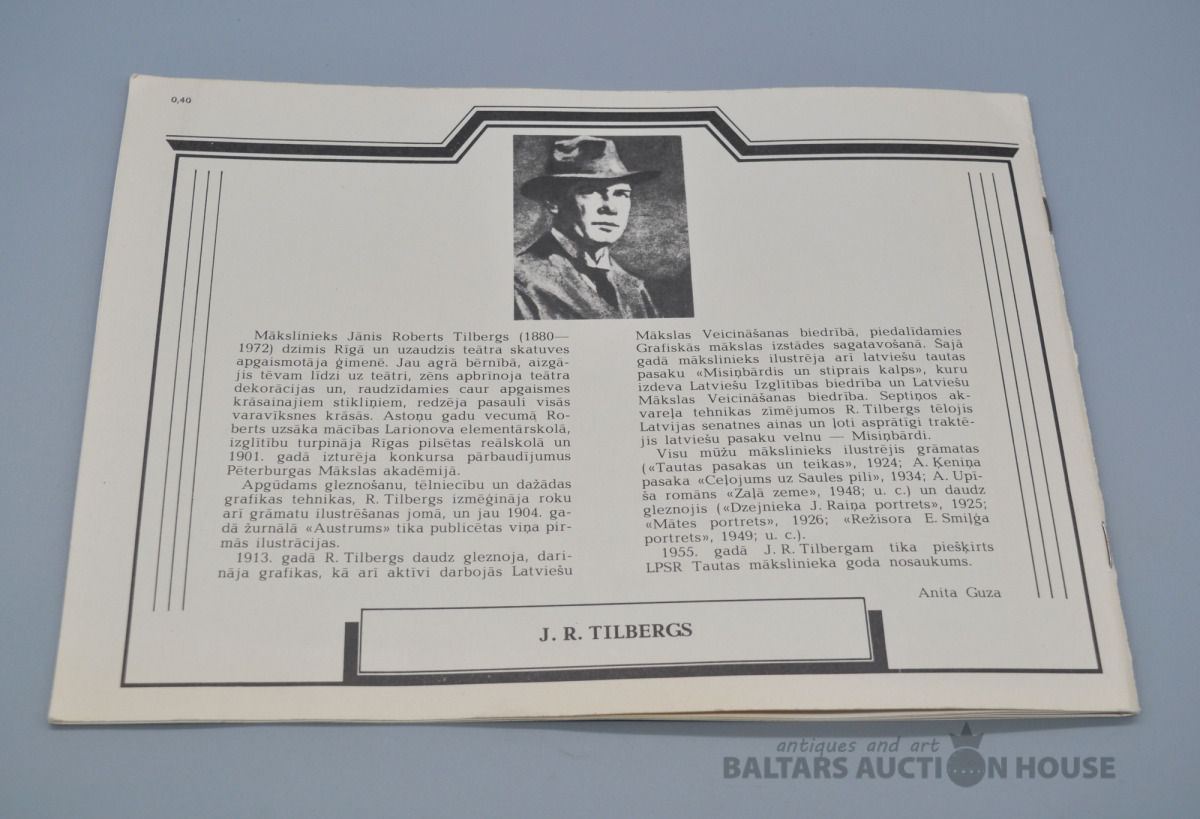 0,40
Mākslinieks Jānis Roberts Tilbergs (1880—
1972) dzimis Rīgā un uzaudzis teātra skatuves
apgaismotāja ģimenē. Jau agrā bērnībā, aizgā-
jis tēvam līdzi uz teātri, zēns apbrīnoja teātra
dekorācijas un, raudzīdamies caur apgaismes
krāsainajiem stikliņiem, redzēja pasauli visās
varavīksnes krāsās. Astoņu gadu vecumā Ro-
berts uzsāka mācības Larionova elementārskolā,
izglītību turpināja Rīgas pilsētas reālskolā un
1901. gadā izturēja konkursa pārbaudījumus
Pēterburgas Mākslas akadēmijā.
Apgūdams gleznošanu, tēlniecību un dažādas
grafikas tehnikas, R. Tilbergs izmēģināja roku
arī grāmatu ilustrēšanas jomā, un jau 1904. ga-
dā žurnālā «Austrums» tika publicētas viņa pir-
mās ilustrācijas.
1913. gadā R. Tilbergs daudz gleznoja, dari-
nāja grafikas, kā arī aktīvi darbojās Latviešu
Mākslas Veicināšanas biedrībā, piedalīdamies
Grafiskās mākslas izstādes sagatavošanā. Šajā
gadā mākslinieks ilustrēja arī latviešu tautas
pasaku «Misiņbārdis un stiprais kalps», kuru
izdeva Latviešu Izglītības biedrība un Latviešu
Mākslas Veicināšanas biedrība. Septiņos ak-
vareļa tehnikas zīmējumos R. Tilbergs tēlojis
Latvijas senatnes ainas un ļoti asprātīgi traktē-
jis latviešu pasaku velnu — Misiņbārdi.
Visu mūžu mākslinieks ilustrējis grāmatas
(«Tautas pasakas un teikas», 1924; A. Ķeniņa
pasaka «Ceļojums uz Saules pili», 1934; A. Upī-
ša romāns «Zaļā zeme», 1948; u. c.) un daudz
gleznojis («Dzejnieka J. Raiņa portrets», 1925;
«Mātes portrets», 1926; «Režisora E. Smiļģa
portrets», 1949; u. c.).
1955. gadā J. R. Tilbergam tika piešķirts
LPSR Tautas mākslinieka goda nosaukums.
Anita Guza
J. R. TILBERGS
antiques and art
BALTARS AUCTION HOUSE